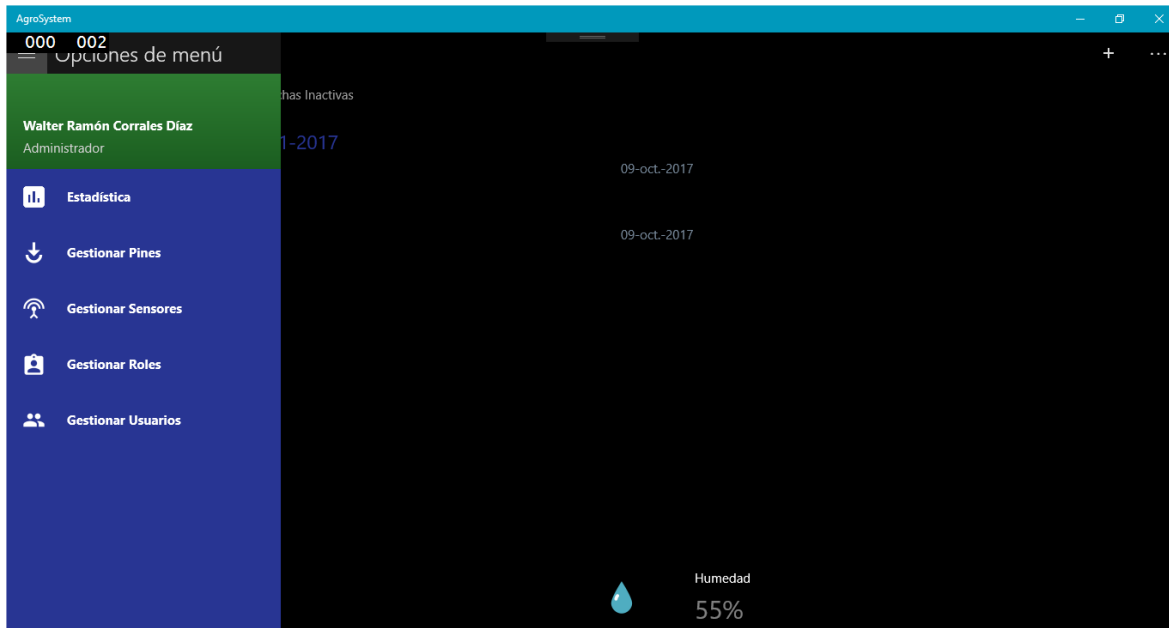 AgroSystem
000 002
Opciones de menú
Walter Ramón Corrales Díaz
Administrador
Estadística
Gestionar Pines
Gestionar Sensores
Gestionar Roles
Gestionar Usuarios
Inactivas
1-2017
09-oct.-2017
09-oct.-2017
Humedad
55%